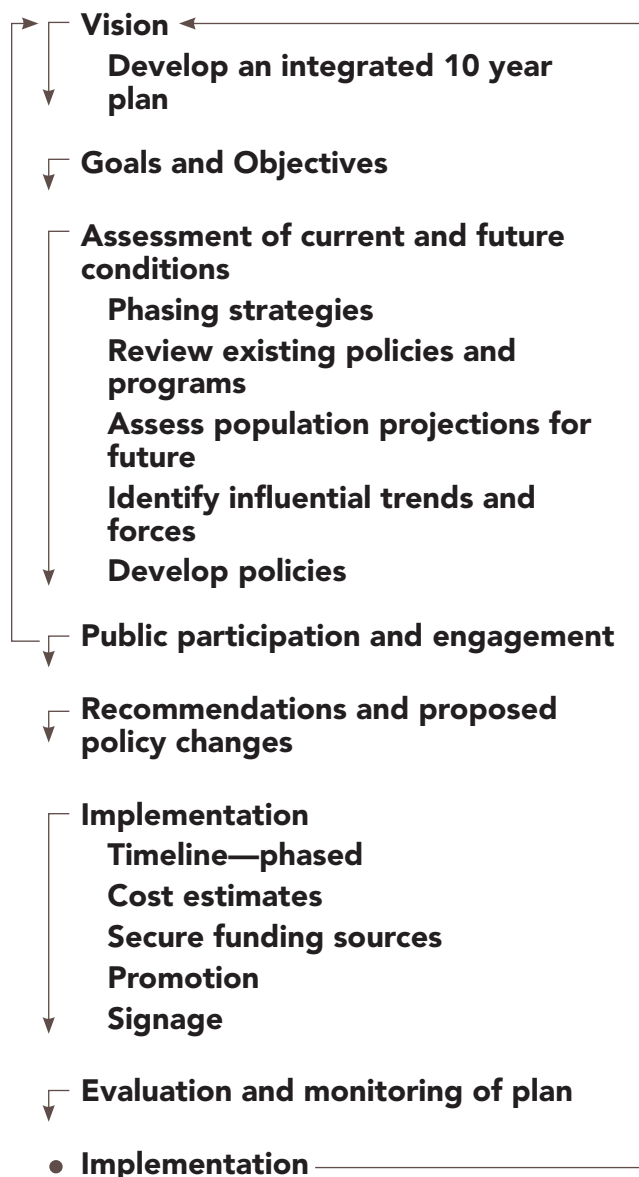 Vision
Develop an integrated 10 year
plan
Goals and Objectives
Assessment of current and future
conditions
Phasing strategies
Review existing policies and
programs
Assess population projections for
future
Identify influential trends and
forces
Develop policies
Public participation and engagement
Recommendations and proposed
policy changes
Implementation
Timeline—phased
Cost estimates
Secure funding sources
Promotion
Signage
Evaluation and monitoring of plan
Implementation